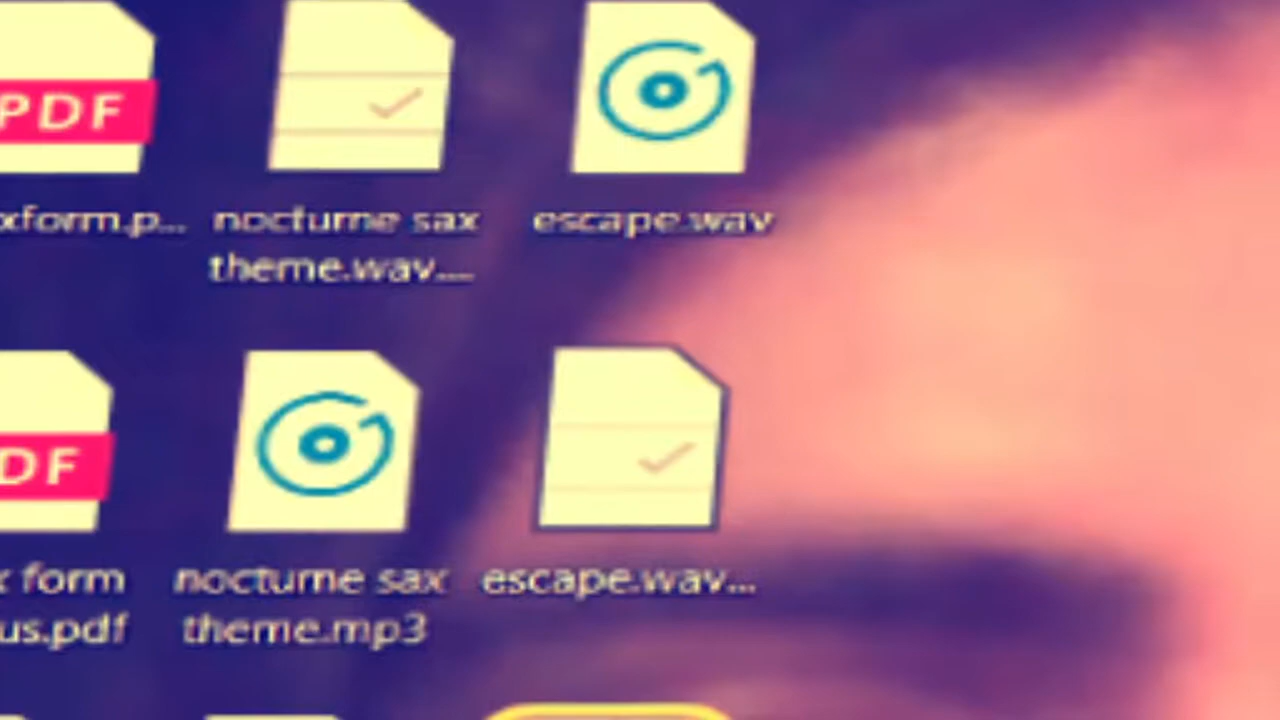 PDF
xform.p...
nocturne sax
theme.wav....
escape.wav
DF
x form
us.pdf
nocturne sax
theme.mp3
escape.wav...